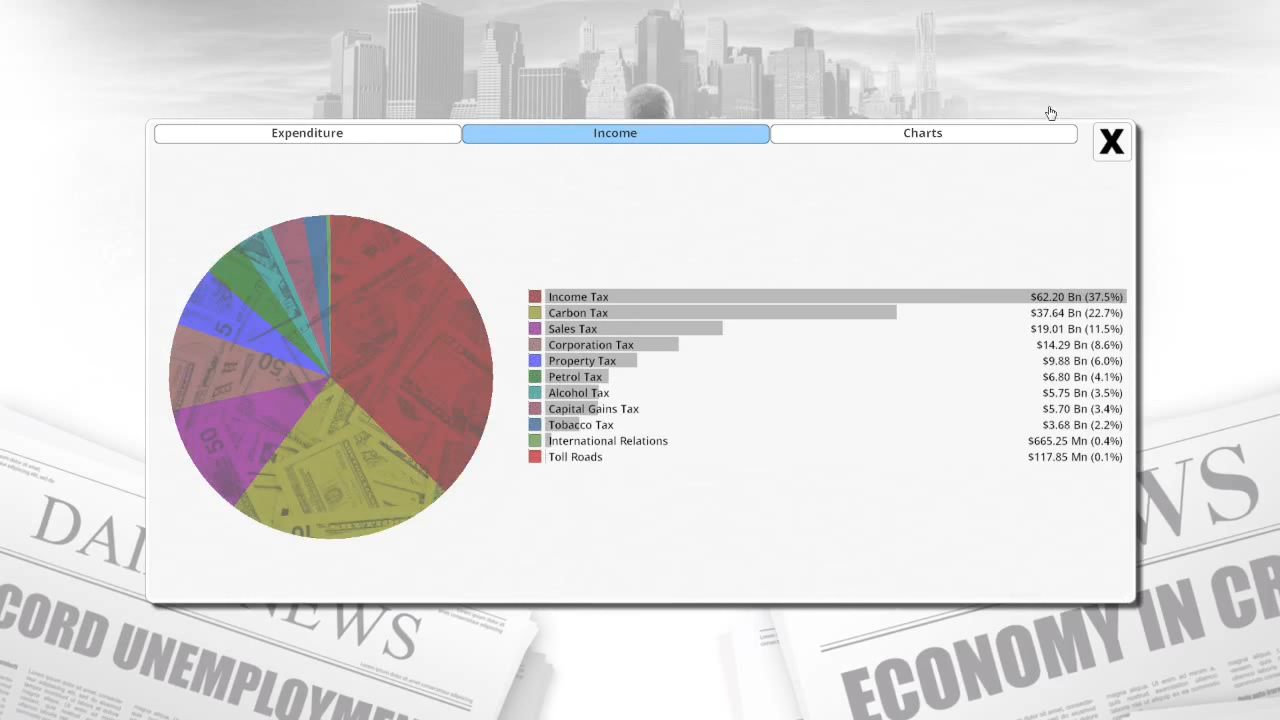 Expenditure
Income
Charts
X
Income Tax $62.20 Bn (37.5%)
Carbon Tax $37.64 Bn (22.7%)
Sales Tax $19.01 Bn (11.5%)
Corporation Tax $14.29 Bn (8.6%)
Property Tax $9.88 Bn (6.0%)
Petrol Tax $6.80 Bn (4.1%)
Alcohol Tax $5.75 Bn (3.5%)
Capital Gains Tax $5.70 Bn (3.4%)
Tobacco Tax $3.68 Bn (2.2%)
International Relations $665.25 Mn (0.4%)
Toll Roads $117.85 Mn (0.1%)
50
50
5
DAI
NEWS
CORD UNEMPLOYME
WS
ECONOMY IN CR